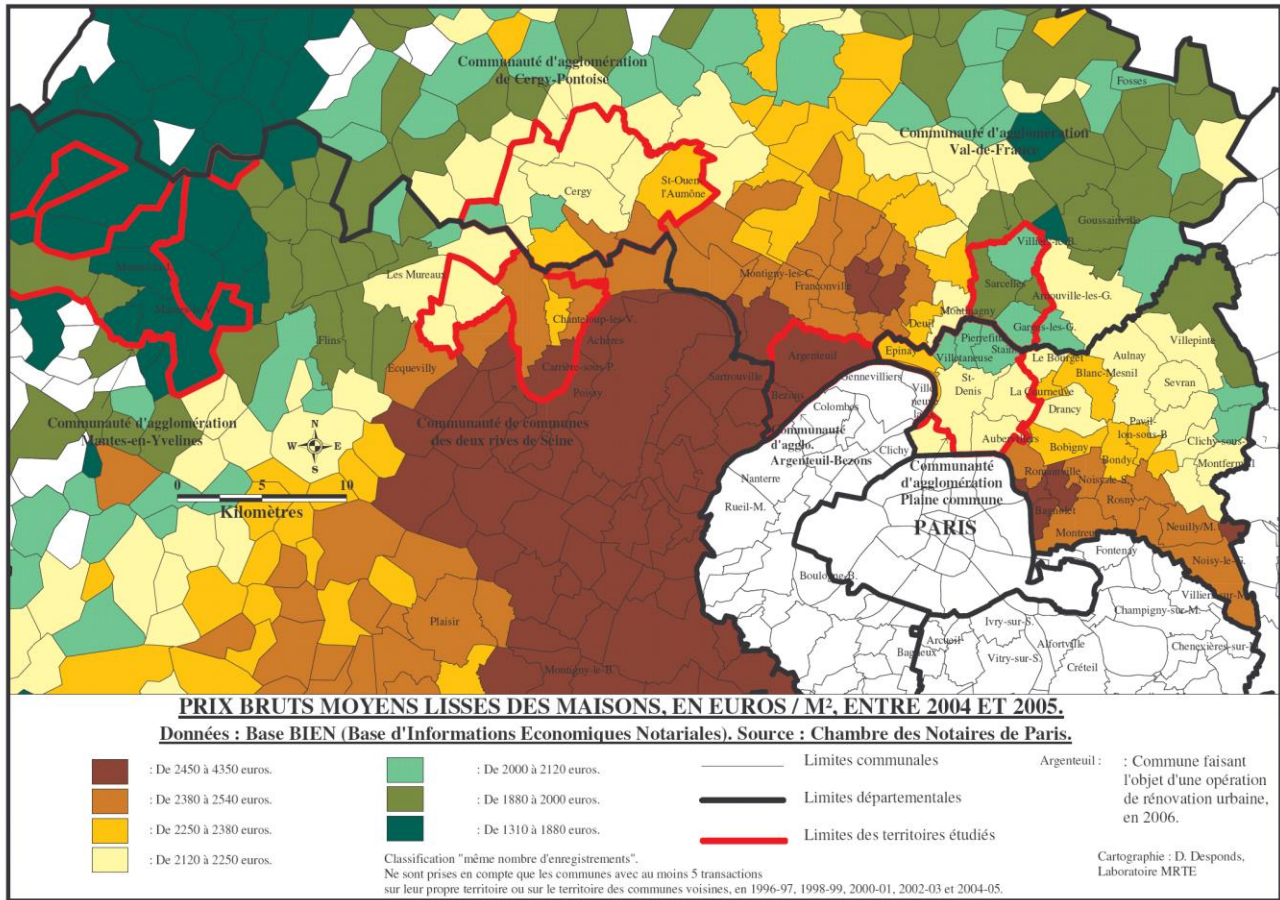 Communauté d'agglomération
de Cergy-Pontoise
Fosses
Communauté d'agglomération
Val-de-France
Cergy
St-Ouen
l'Aumône
Goussainville
Villiers-le-B.
Les Mureaux
Montigny-les-C.
Franconville
Sarcelles
Arnouville-les-G.
Montmagny
Chanteloup-les-V.
Deuil
Garges-les-G.
Achères
Pierrefitte
Flins
Epinay
Villetaneuse
Stains
Le Bourget
Aulnay
Villepinte
Ecquevilly
Carrière-sous-P.
Poissy
Sartrouville
Argenteuil
Blanc-Mesnil
Bezons
Gennevilliers
Ville
neuve
St-
Denis
La Courneuve
Sevran
Colombes
Drancy
Communauté d'agglomération
Mantes-en-Yvelines
N
W E
S
Communauté de communes
des deux rives de Seine
Communauté
d'agglo.
Argenteuil-Bezons
Clichy
Aubervilliers
Bobigny
Pavil-
lon-sous-B
Clichy-sous-
Bondy
Montfermeil
Communauté
d'agglomération
Plaine commune
Romainville
Noisy-le-S.
Nanterre
Rueil-M.
Rosny
Bagnolet
0 5 10
Kilomètres
PARIS
Montreuil
Neuilly/M.
Fontenay
Noisy-le-G.
Boulogne-B.
Villiers-sur-M.
Champigny-sur-M.
Plaisir
Ivry-sur-S.
Arcueil
Alfortville
Bagneux
Vitry-sur-S.
Créteil
Montigny-le-B.
PRIX BRUTS MOYENS LISSES DES MAISONS, EN EUROS / M², ENTRE 2004 ET 2005.
Données : Base BIEN (Base d'Informations Economiques Notariales). Source : Chambre des Notaires de Paris.
: De 2450 à 4350 euros.
: De 2380 à 2540 euros.
: De 2250 à 2380 euros.
: De 2120 à 2250 euros.
: De 2000 à 2120 euros.
: De 1880 à 2000 euros.
: De 1310 à 1880 euros.
Limites communales
Limites départementales
Limites des territoires étudiés
Argenteuil : : Commune faisant
l'objet d'une opération
de rénovation urbaine,
en 2006.
Classification "même nombre d'enregistrements".
Ne sont prises en compte que les communes avec au moins 5 transactions
sur leur propre territoire ou sur le territoire des communes voisines, en 1996-97, 1998-99, 2000-01, 2002-03 et 2004-05.
Cartographie : D. Desponds,
Laboratoire MRTE